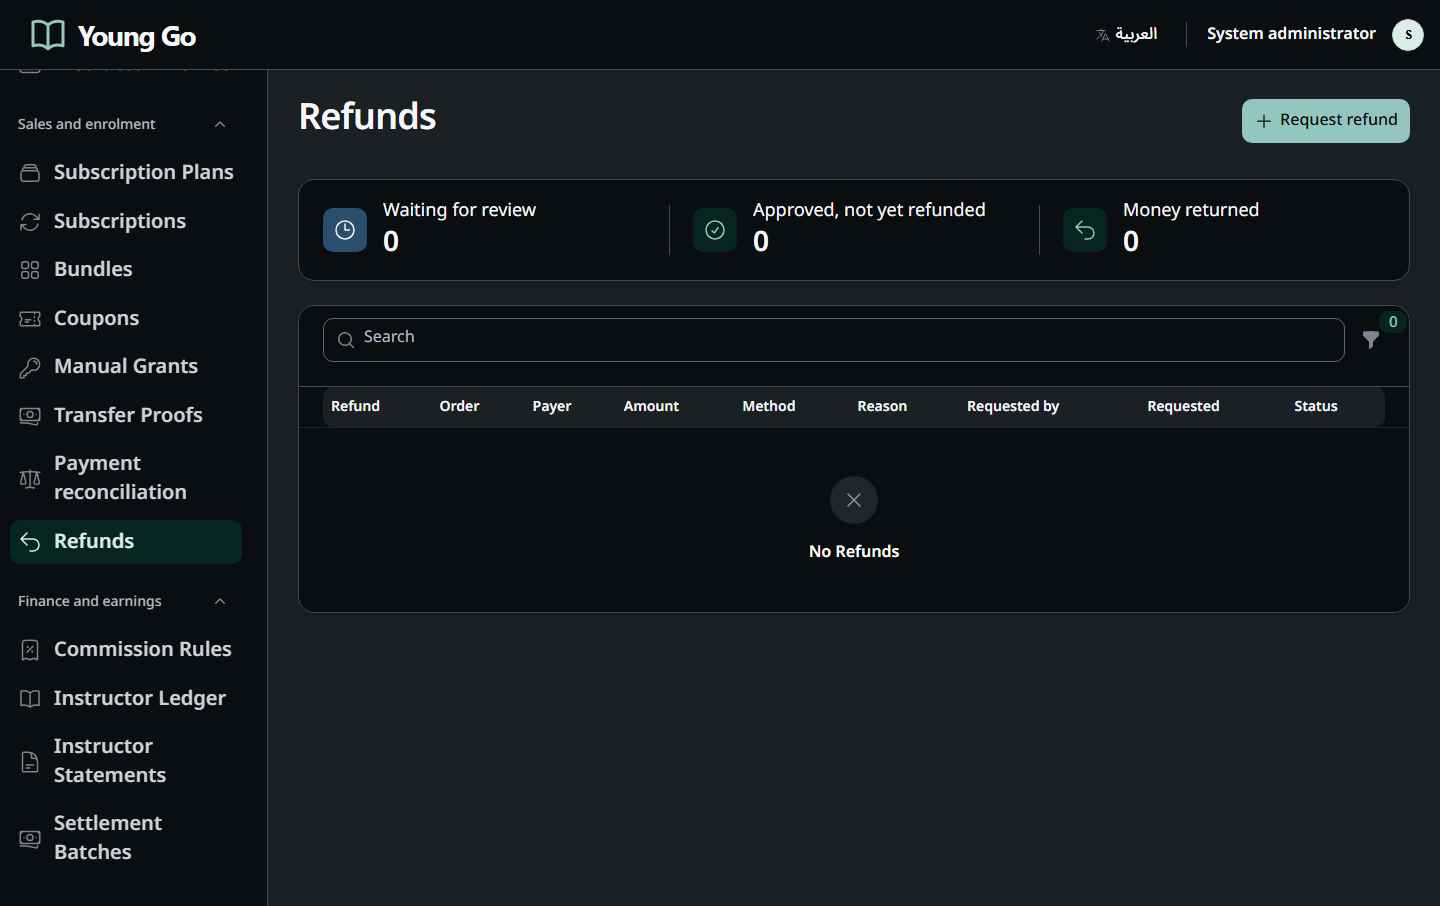 Young Go
العربية
System administrator
S
Sales and enrolment
Subscription Plans
Subscriptions
Bundles
Coupons
Manual Grants
Transfer Proofs
Payment
reconciliation
Refunds
Finance and earnings
Commission Rules
Instructor Ledger
Instructor
Statements
Settlement
Batches
Refunds
Request refund
Waiting for review
0
Approved, not yet refunded
0
Money returned
0
Search
0
Refund Order Payer Amount Method Reason Requested by Requested Status
No Refunds